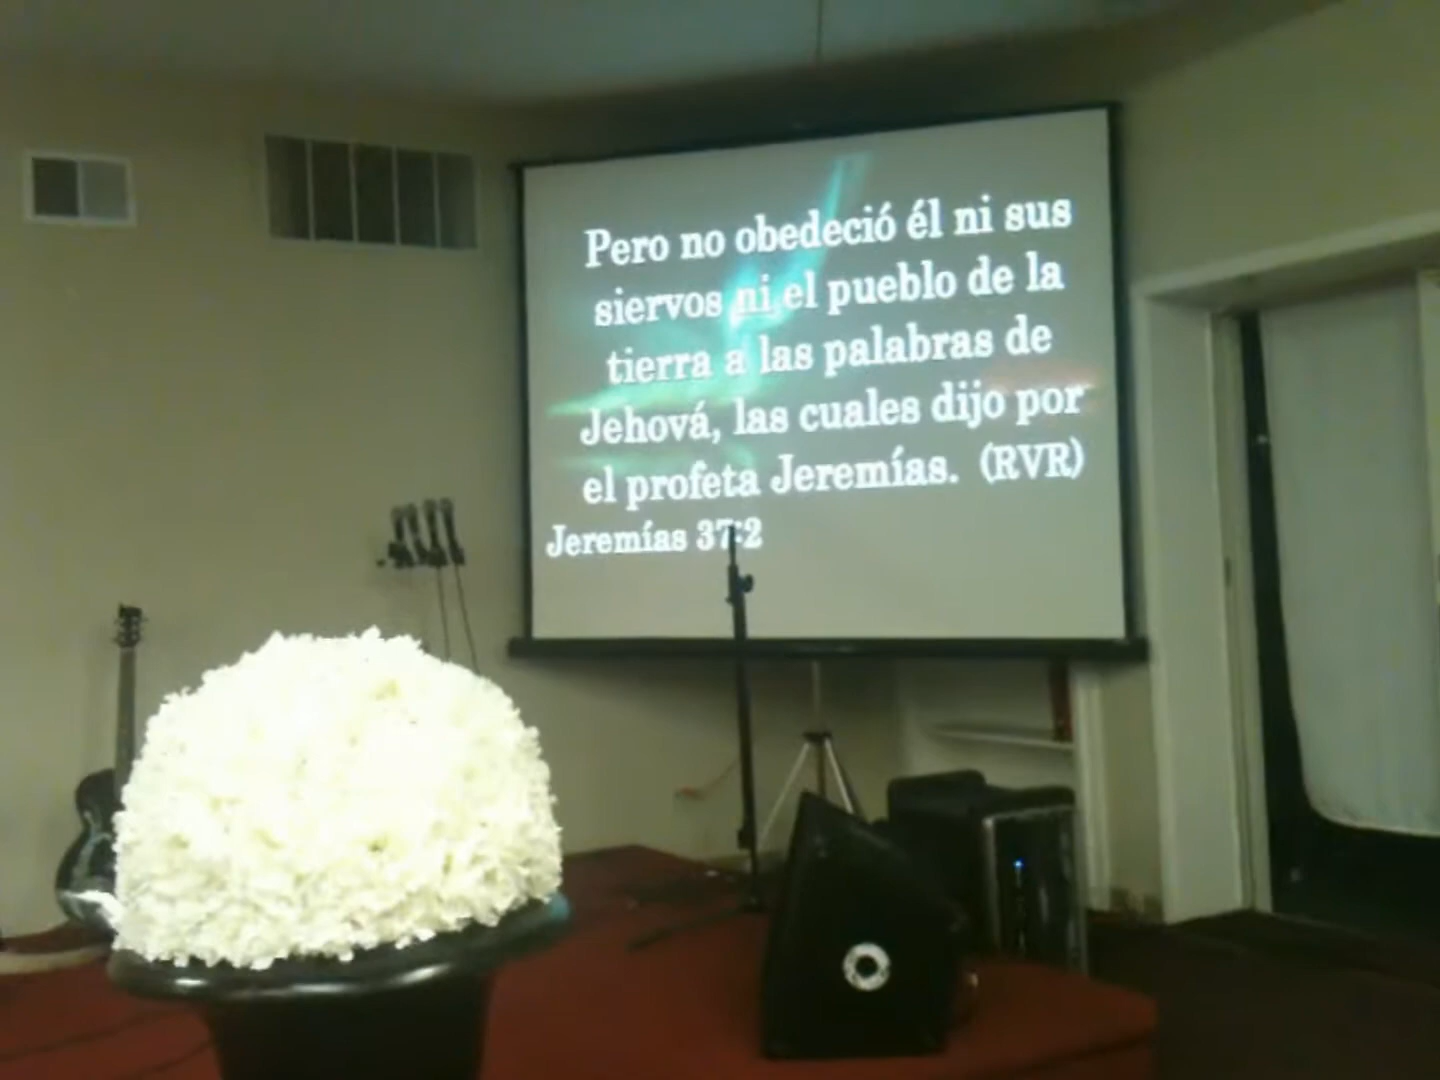 Pero no obedeció él ni sus
siervos ni el pueblo de la
tierra a las palabras de
Jehová, las cuales dijo por
el profeta Jeremías. (RVR)
Jeremías 37:2